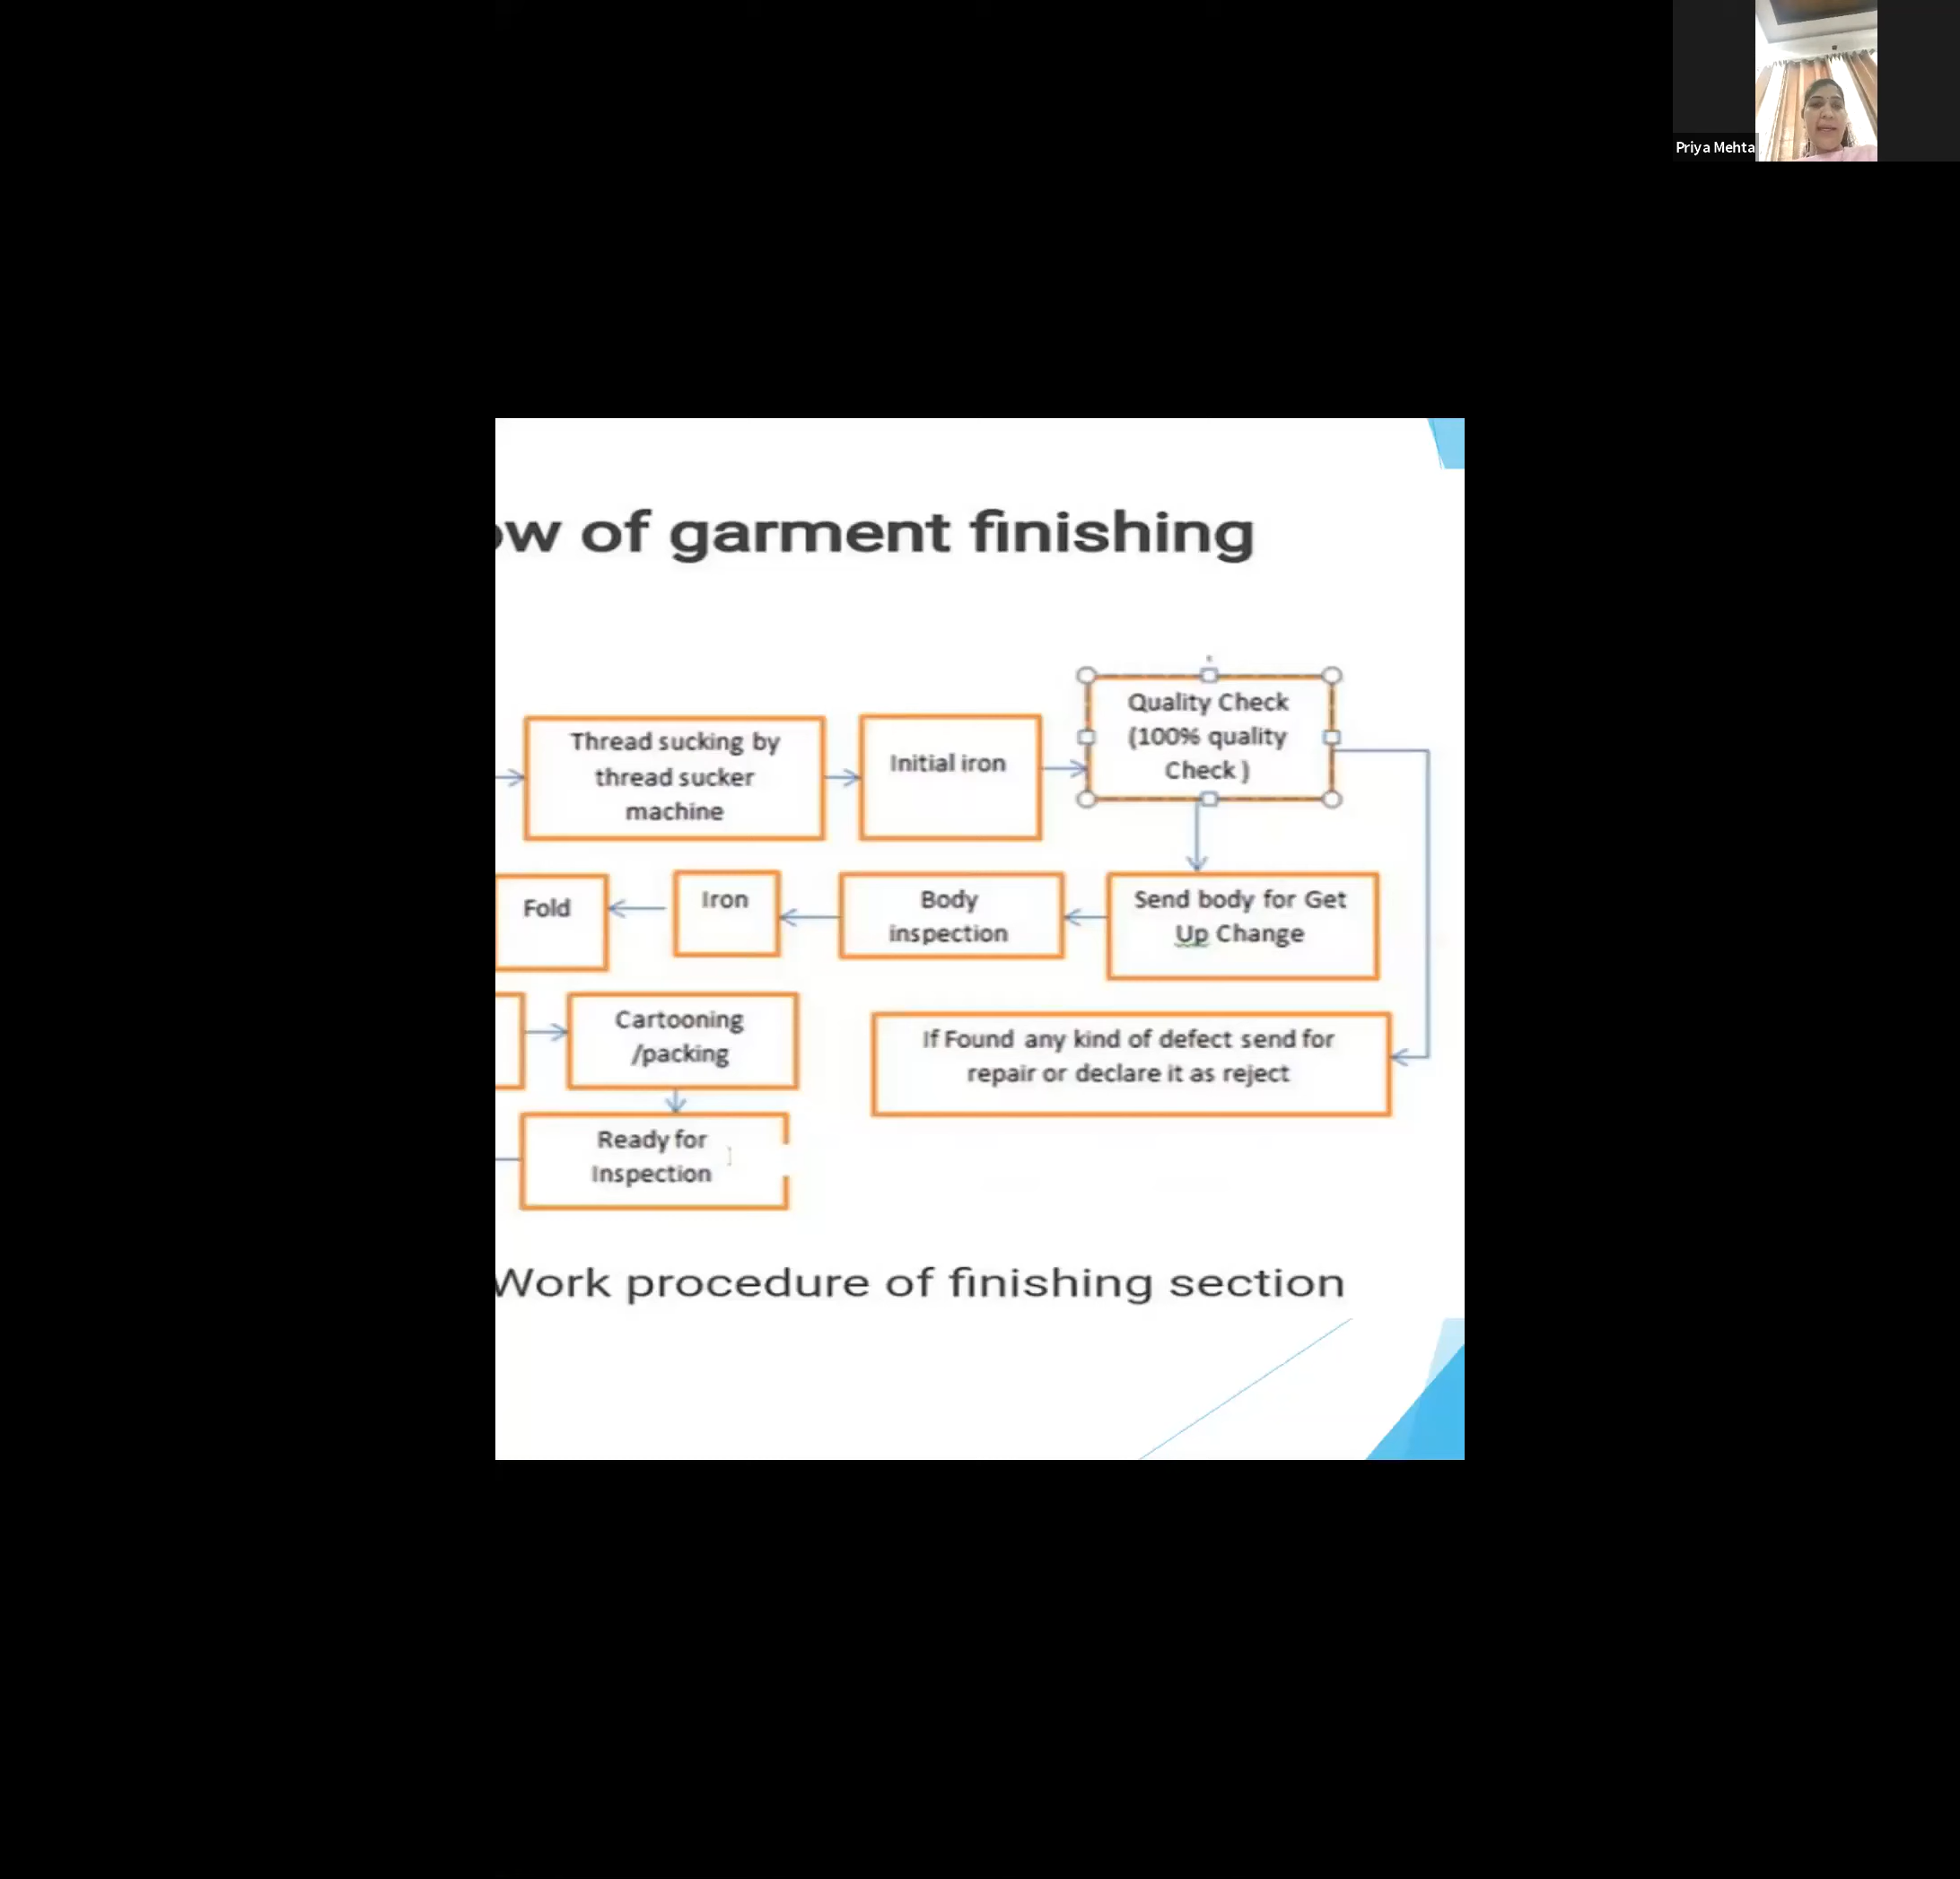 Priya Mehta
ow of garment finishing
Thread sucking by
thread sucker
machine
Initial iron
Quality Check
(100% quality
Check )
Fold
Iron
Body
inspection
Send body for Get
Up Change
Cartooning
/packing
If Found any kind of defect send for
repair or declare it as reject
Ready for
Inspection
Work procedure of finishing section